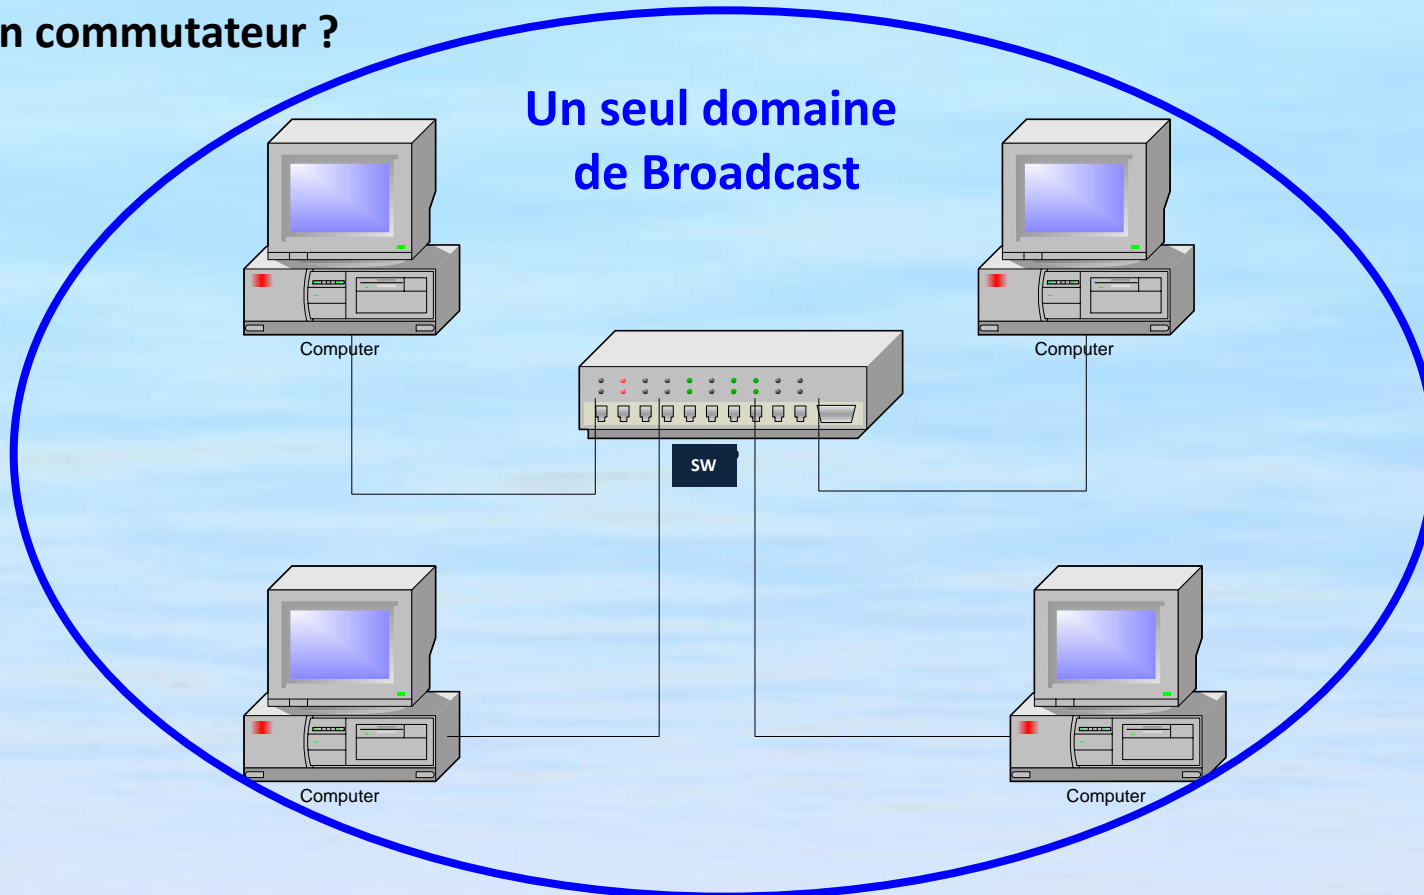 n commutateur ?
Un seul domaine
de Broadcast
Computer
Computer
SW
Computer
Computer